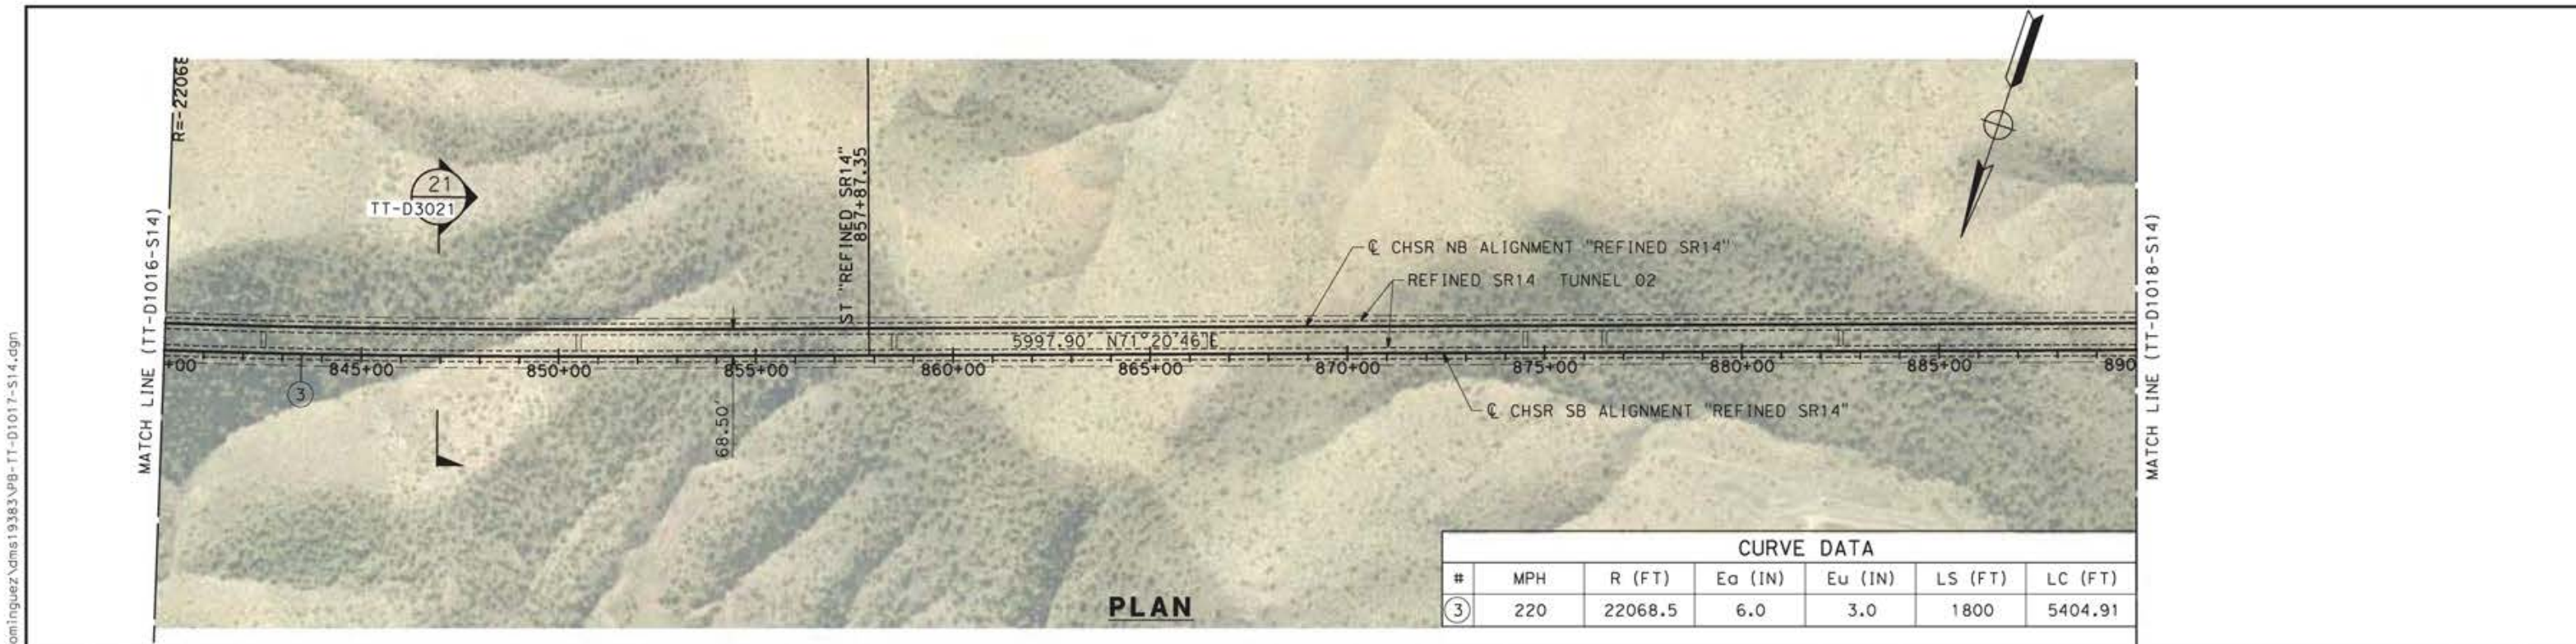 R=-22068
21
TT-D3021
ST "REFINED SR14"
857+87.35
MATCH LINE (TT-D1016-S14)
℄ CHSR NB ALIGNMENT "REFINED SR14"
REFINED SR14 TUNNEL 02
5997.90' N71°20'46"E
+00 845+00 850+00 855+00 860+00 865+00 870+00 875+00 880+00 885+00 890
3
68.50'
℄ CHSR SB ALIGNMENT "REFINED SR14"
MATCH LINE (TT-D1018-S14)
CURVE DATA
# MPH R (FT) Ea (IN) Eu (IN) LS (FT) LC (FT)
3 220 22068.5 6.0 3.0 1800 5404.91
PLAN
ominguez\dms19383\PB-TT-D1017-S14.dgn